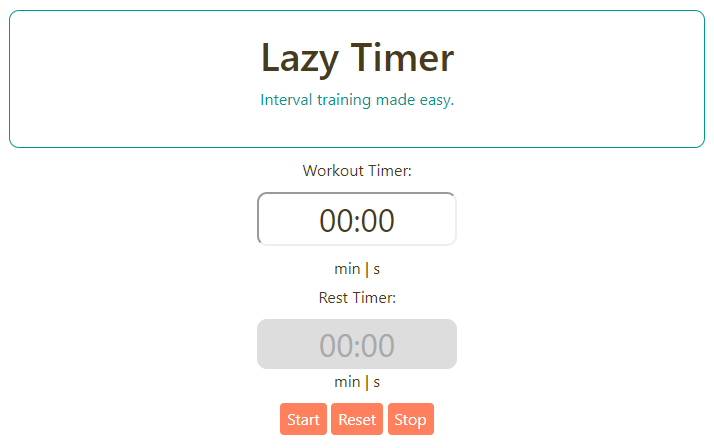 Lazy Timer
Interval training made easy.
Workout Timer:
00:00
min | s
Rest Timer:
00:00
min | s
Start Reset Stop